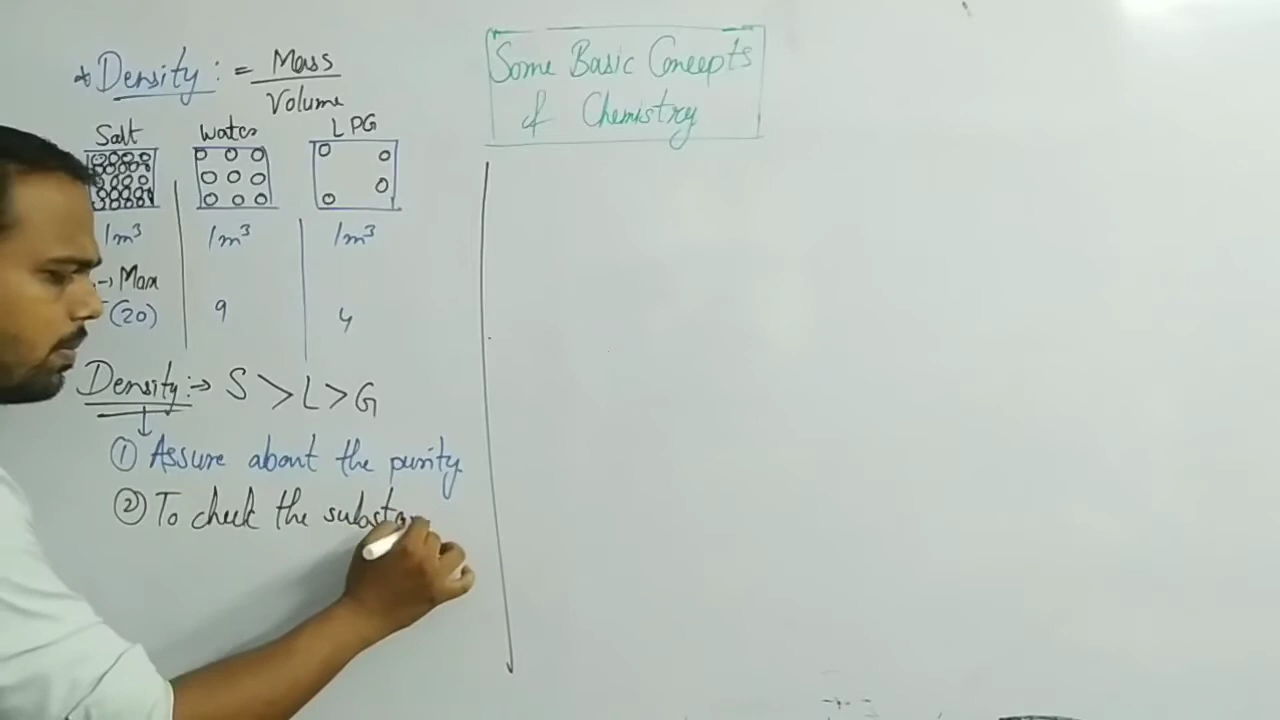 Some Basic Concepts
of Chemistry
* Density : = Mass
Volume
Salt Water LPG
1m³ 1m³ 1m³
→ Max
(20) 9 4
Density :→ S > L > G
① Assure about the purity
② To check the substa